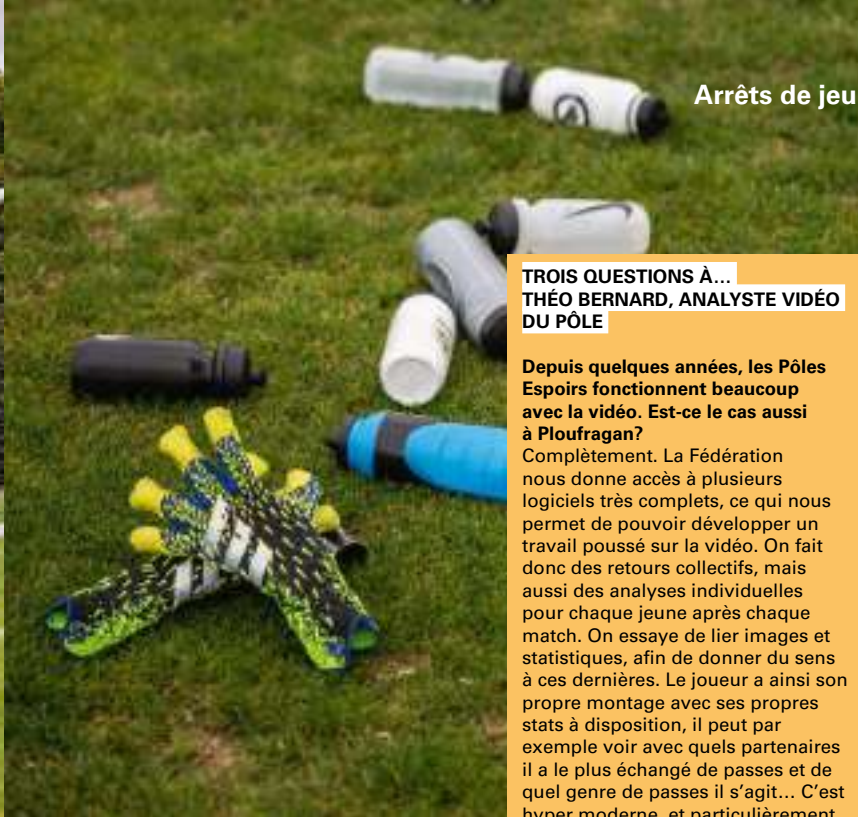 Arrêts de jeu
TROIS QUESTIONS À…
THÉO BERNARD, ANALYSTE VIDÉO
DU PÔLE
Depuis quelques années, les Pôles
Espoirs fonctionnent beaucoup
avec la vidéo. Est-ce le cas aussi
à Ploufragan?
Complètement. La Fédération
nous donne accès à plusieurs
logiciels très complets, ce qui nous
permet de pouvoir développer un
travail poussé sur la vidéo. On fait
donc des retours collectifs, mais
aussi des analyses individuelles
pour chaque jeune après chaque
match. On essaye de lier images et
statistiques, afin de donner du sens
à ces dernières. Le joueur a ainsi son
propre montage avec ses propres
stats à disposition, il peut par
exemple voir avec quels partenaires
il a le plus échangé de passes et de
quel genre de passes il s’agit… C’est
hyper moderne, et particulièrement